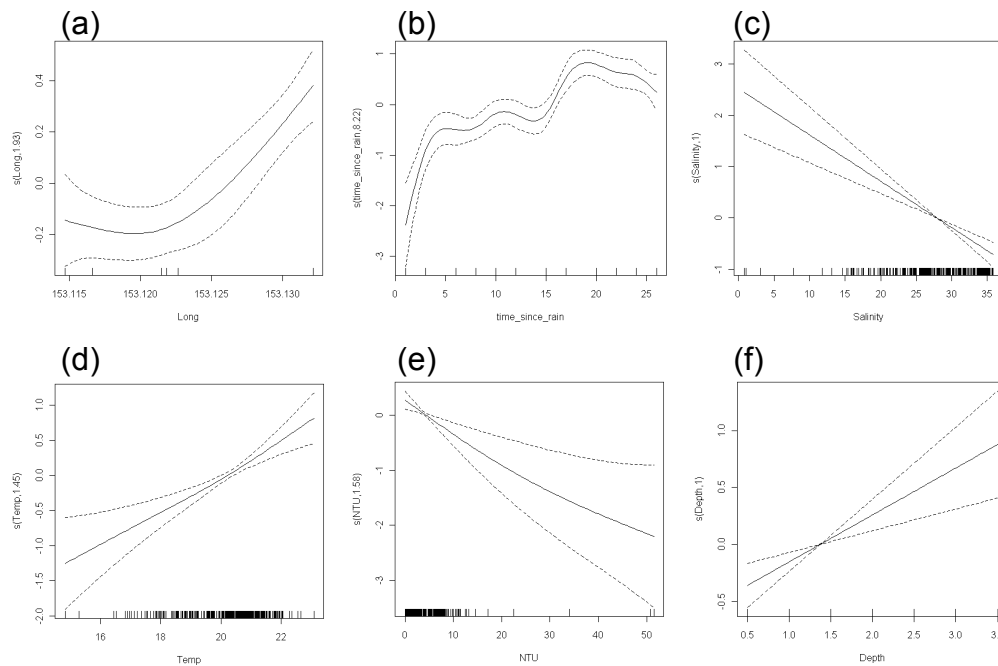 (a)
s(Long,1.93)
0.4
0.2
0.0
-0.2
153.115 153.120 153.125 153.130
Long
(b)
s(time_since_rain,8.22)
1
0
-1
-2
-3
0 5 10 15 20 25
time_since_rain
(c)
s(Salinity,1)
3
2
1
0
-1
0 5 10 15 20 25 30 35
Salinity
(d)
s(Temp,1.45)
1.0
0.5
0.0
-0.5
-1.0
-1.5
-2.0
16 18 20 22
Temp
(e)
s(NTU,1.58)
0
-1
-2
-3
0 10 20 30 40 50
NTU
(f)
s(Depth,1)
1.0
0.5
0.0
-0.5
0.5 1.0 1.5 2.0 2.5 3.0 3.5
Depth